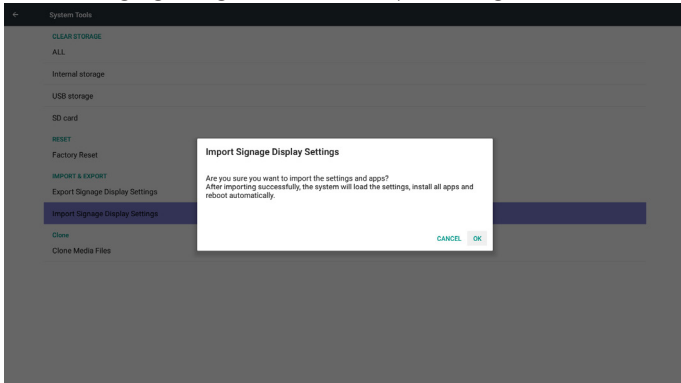 System Tools
CLEAR STORAGE
ALL
Internal storage
USB storage
SD card
RESET
Factory Reset
IMPORT & EXPORT
Export Signage Display Settings
Import Signage Display Settings
Clone
Clone Media Files
Import Signage Display Settings
Are you sure you want to import the settings and apps?
After importing successfully, the system will load the settings, install all apps and
reboot automatically.
CANCEL OK